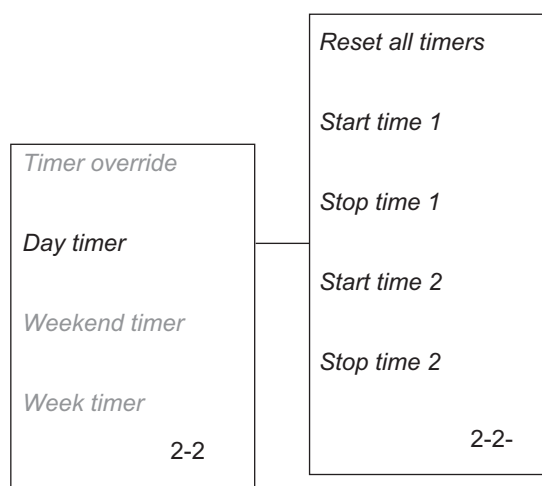 Timer override
Day timer
Weekend timer
Week timer
2-2
Reset all timers
Start time 1
Stop time 1
Start time 2
Stop time 2
2-2-